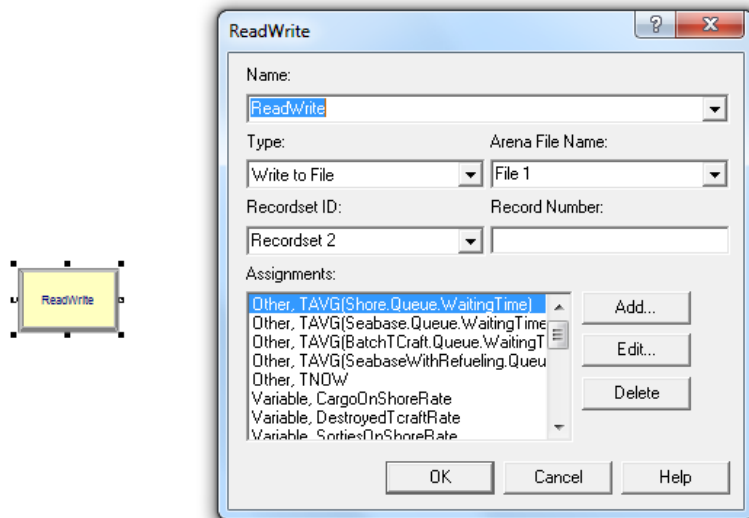 ReadWrite
Name:
ReadWrite
Type:
Arena File Name:
Write to File
File 1
Recordset ID:
Record Number:
Recordset 2
Assignments:
Other, TAVG(Shore.Queue.WaitingTime)
Other, TAVG(Seabase.Queue.WaitingTime
Other, TAVG(BatchTCraft.Queue.WaitingT
Other, TAVG(SeabaseWithRefueling.Queu
Other, TNOW
Variable, CargoOnShoreRate
Variable, DestroyedTcraftRate
Variable, SortiesOnShoreRate
Add...
Edit...
Delete
ReadWrite
OK
Cancel
Help